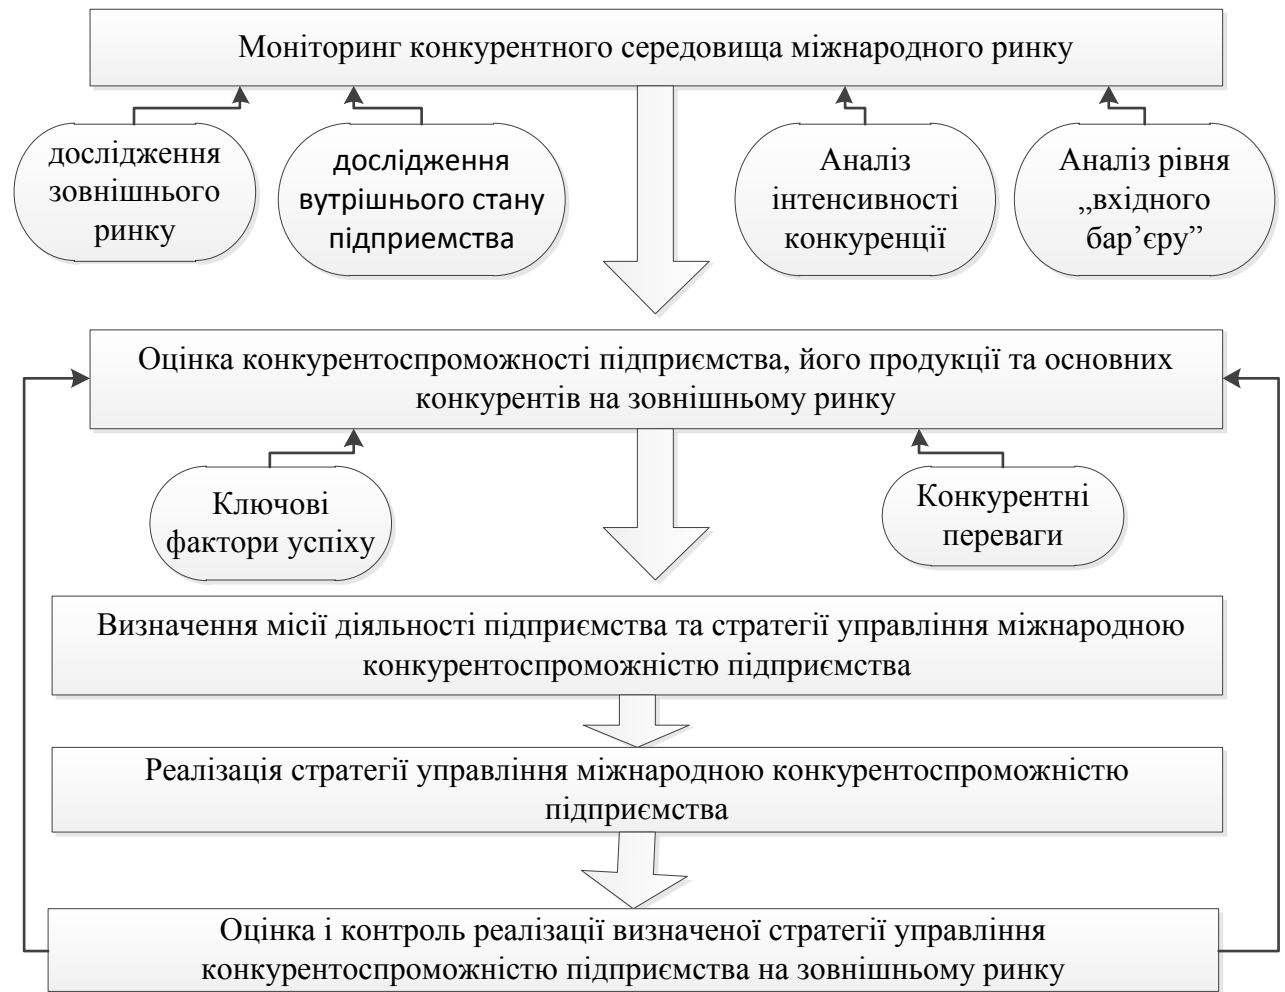 Моніторинг конкурентного середовища міжнародного ринку
дослідження
зовнішнього
ринку
дослідження
вутрішнього стану
підприемства
Аналіз
інтенсивності
конкуренції
Аналіз рівня
„вхідного
бар’єру”
Оцінка конкурентоспроможності підприємства, його продукції та основних
конкурентів на зовнішньому ринку
Ключові
фактори успіху
Конкурентні
переваги
Визначення місії діяльності підприємства та стратегії управління міжнародною
конкурентоспроможністю підприємства
Реалізація стратегії управління міжнародною конкурентоспроможністю
підприємства
Оцінка і контроль реалізації визначеної стратегії управління
конкурентоспроможністю підприємства на зовнішньому ринку